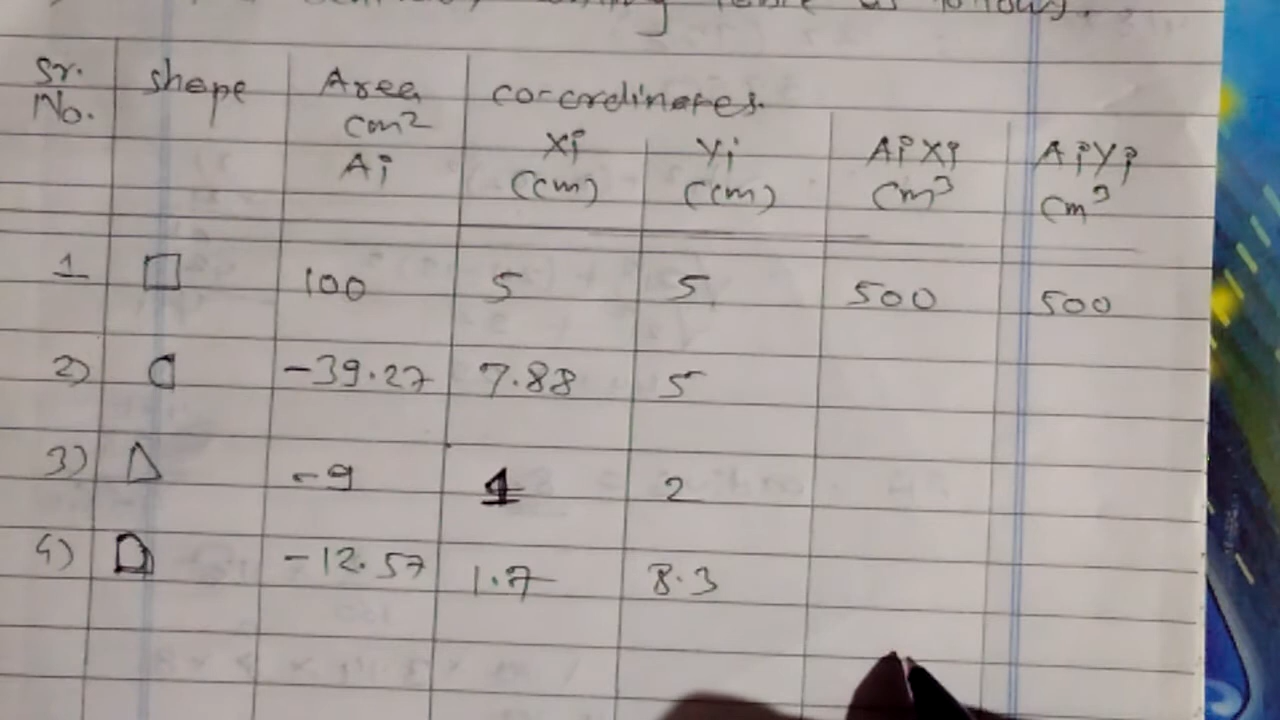 Sr. No. shape Area cm2 Ai co-ordinates.
Xi (cm) Yi (cm) AiXi cm3 AiYi cm3
1 100 5 5 500 500
2) -39.27 7.88 5
3) -9 1 2
4) -12.57 1.7 8.3